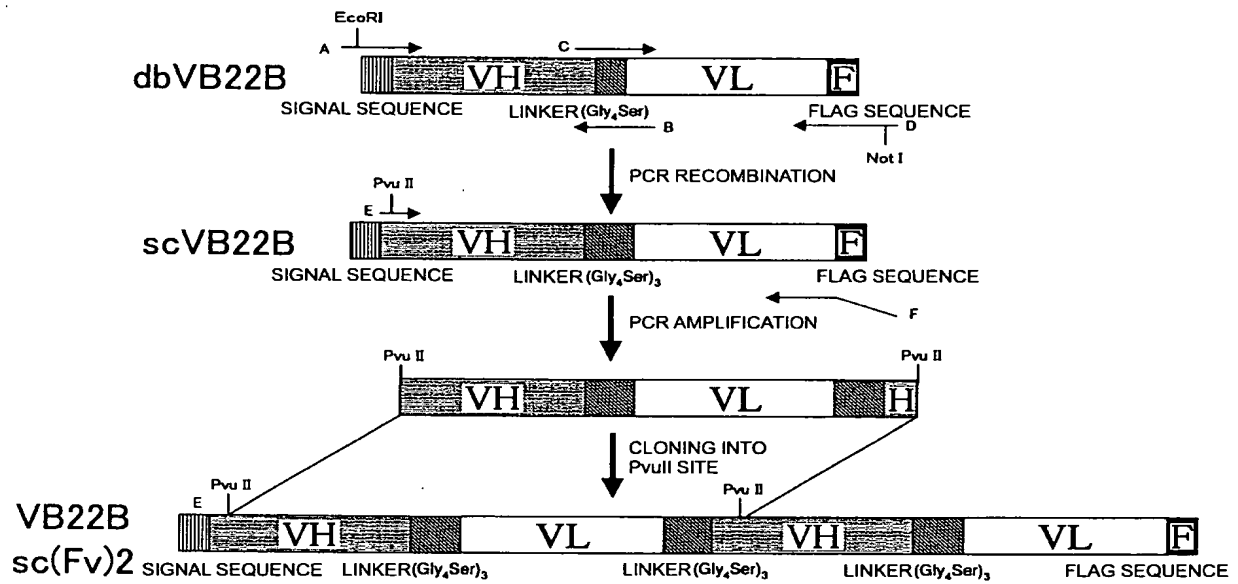 EcoRI
A
C
dbVB22B
VH
VL
F
SIGNAL SEQUENCE
LINKER(Gly₄Ser)
FLAG SEQUENCE
B
D
Not I
PCR RECOMBINATION
Pvu II
E
scVB22B
VH
VL
F
SIGNAL SEQUENCE
LINKER(Gly₄Ser)₃
FLAG SEQUENCE
F
PCR AMPLIFICATION
Pvu II
Pvu II
VH
VL
H
CLONING INTO
PvuII SITE
Pvu II
Pvu II
E
VB22B
sc(Fv)2
VH
VL
VH
VL
F
SIGNAL SEQUENCE
LINKER(Gly₄Ser)₃
LINKER(Gly₄Ser)₃
LINKER(Gly₄Ser)₃
FLAG SEQUENCE